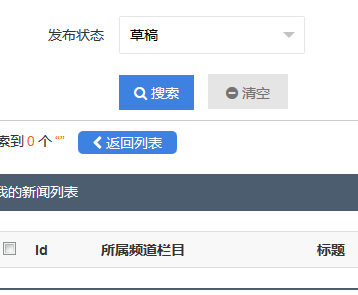 发布状态 草稿
搜索 清空
索到 0 个 “” 返回列表
我的新闻列表
Id 所属频道栏目 标题